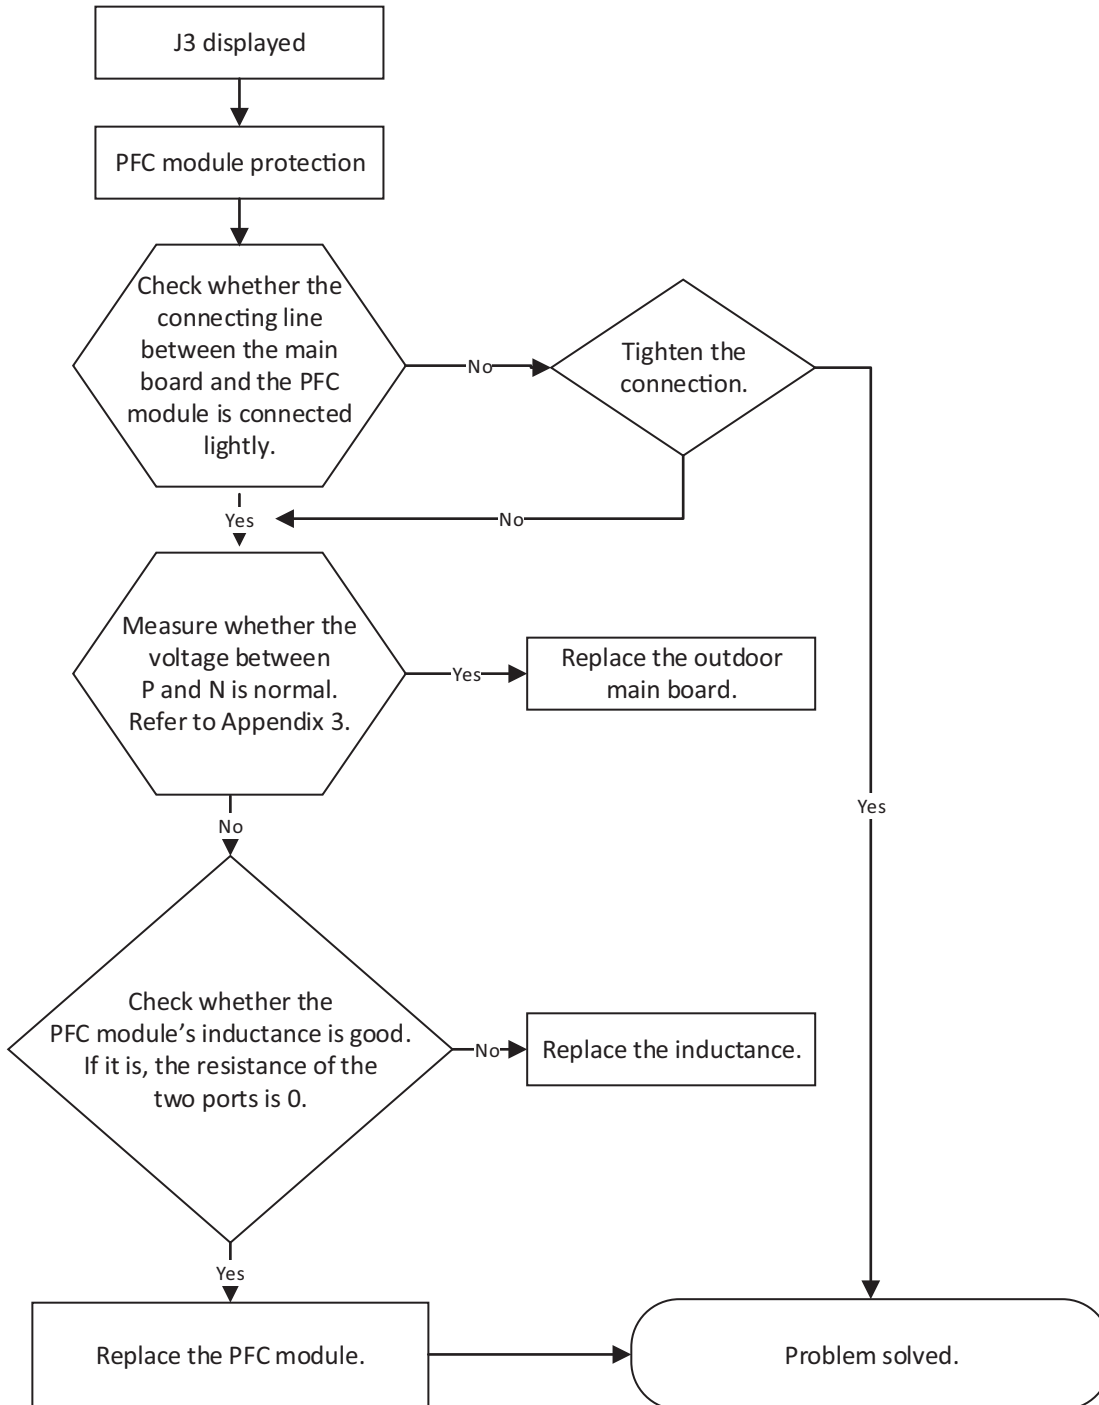 J3 displayed
PFC module protection
Check whether the
connecting line
between the main
board and the PFC
module is connected
lightly.
No
Tighten the
connection.
Yes
No
Measure whether the
voltage between
P and N is normal.
Refer to Appendix 3.
Yes
Replace the outdoor
main board.
Yes
No
Check whether the
PFC module’s inductance is good.
If it is, the resistance of the
two ports is 0.
No
Replace the inductance.
Yes
Replace the PFC module.
Problem solved.